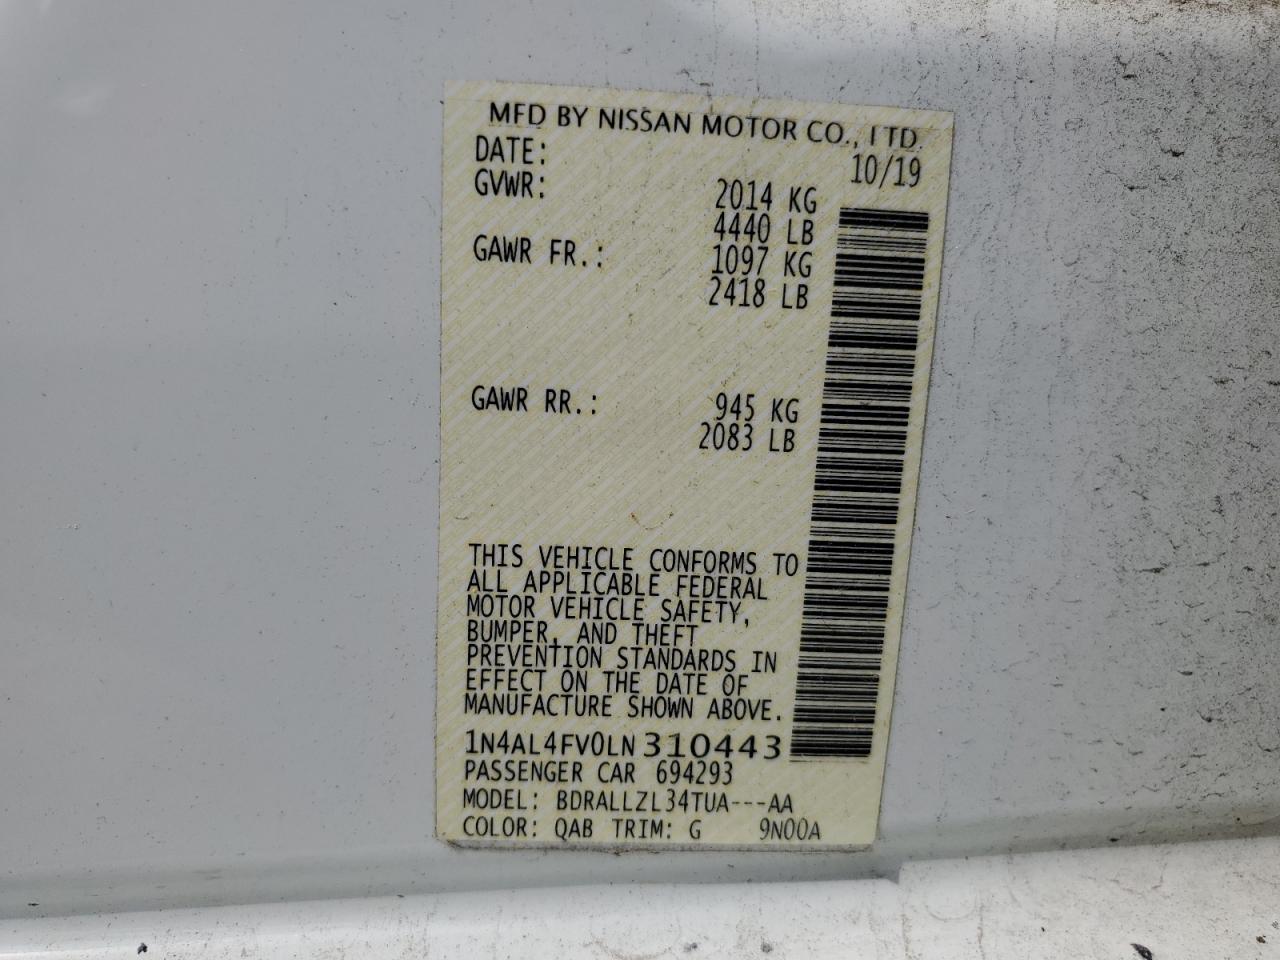 MFD BY NISSAN MOTOR CO., LTD.
DATE: 10/19
GVWR: 2014 KG
4440 LB
GAWR FR.: 1097 KG
2418 LB
GAWR RR.: 945 KG
2083 LB
THIS VEHICLE CONFORMS TO
ALL APPLICABLE FEDERAL
MOTOR VEHICLE SAFETY,
BUMPER, AND THEFT
PREVENTION STANDARDS IN
EFFECT ON THE DATE OF
MANUFACTURE SHOWN ABOVE.
1N4AL4FV0LN310443
PASSENGER CAR 694293
MODEL: BDRALLZL34TUA---AA
COLOR: QAB TRIM: G 9N00A